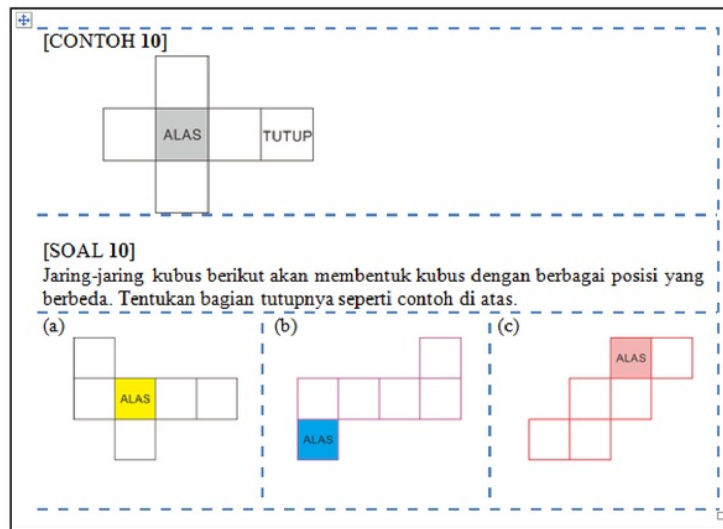 [CONTOH 10]
ALAS
TUTUP
[SOAL 10]
Jaring-jaring kubus berikut akan membentuk kubus dengan berbagai posisi yang
berbeda. Tentukan bagian tutupnya seperti contoh di atas.
(a)
(b)
(c)
ALAS
ALAS
ALAS